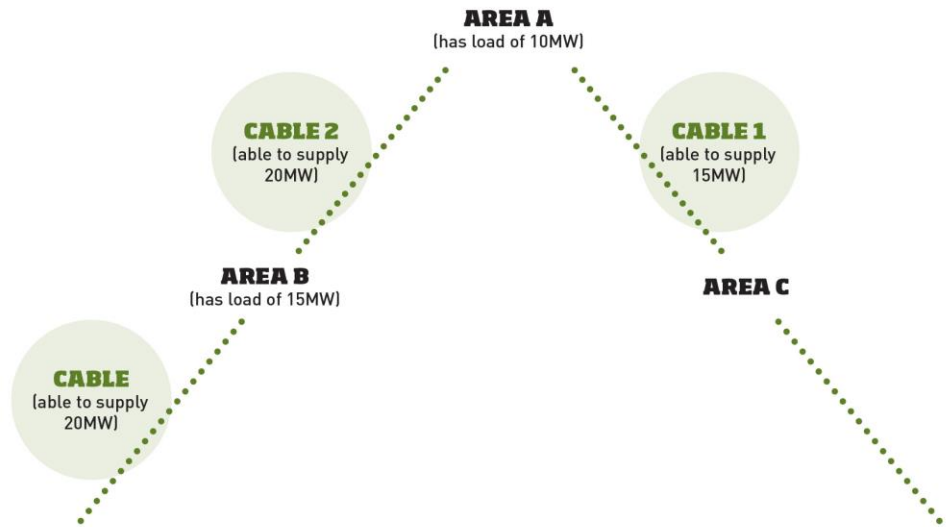 AREA A
(has load of 10MW)
CABLE 2
(able to supply
20MW)
CABLE 1
(able to supply
15MW)
AREA B
(has load of 15MW)
AREA C
CABLE
(able to supply
20MW)